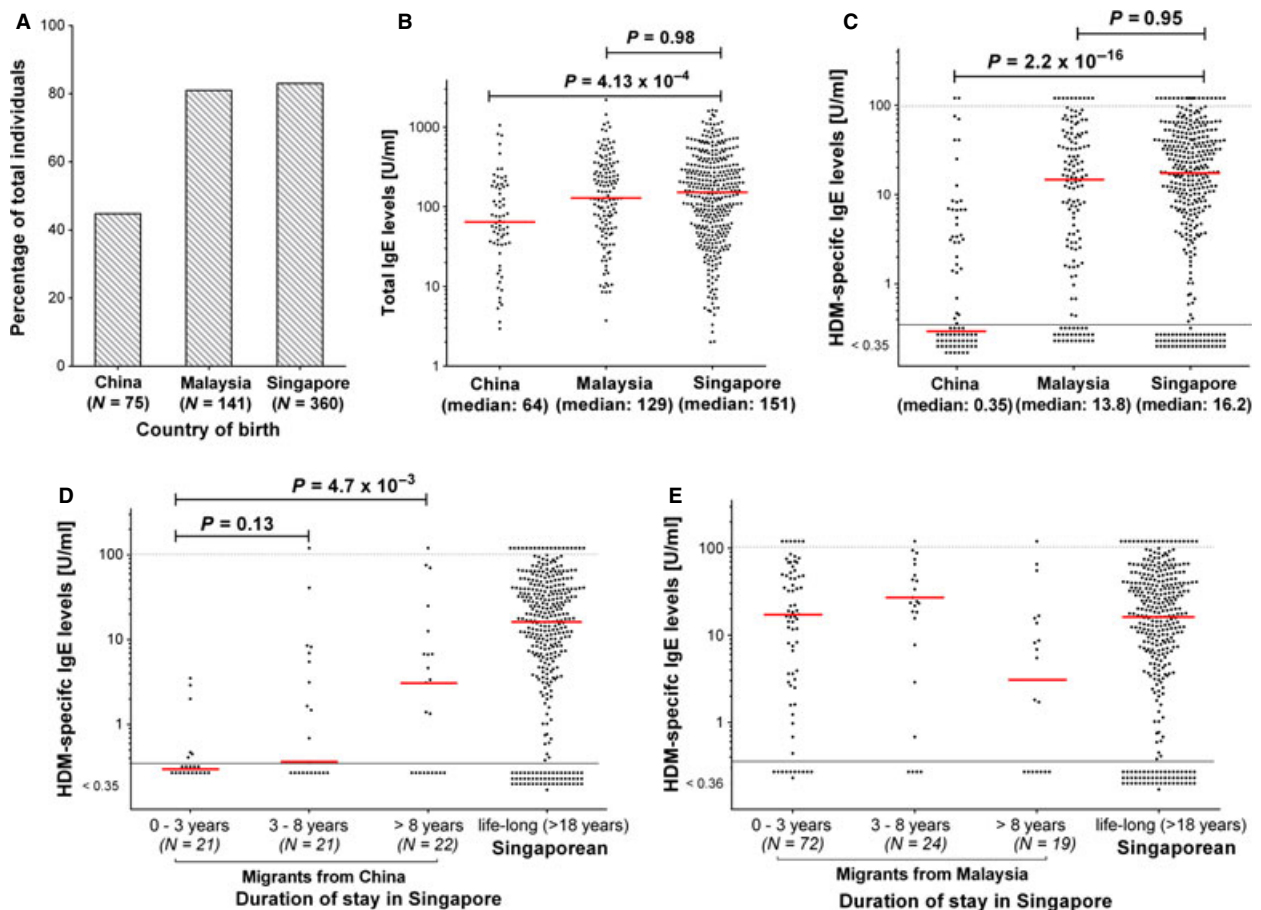 A
Percentage of total individuals
100
80
60
40
20
0
China
(N = 75)
Malaysia
(N = 141)
Singapore
(N = 360)
Country of birth
B
P = 0.98
P = 4.13 x 10⁻⁴
Total IgE levels [U/ml]
1000
100
10
1
China
(median: 64)
Malaysia
(median: 129)
Singapore
(median: 151)
C
P = 0.95
P = 2.2 x 10⁻¹⁶
HDM-specifc IgE levels [U/ml]
100
10
1
< 0.35
China
(median: 0.35)
Malaysia
(median: 13.8)
Singapore
(median: 16.2)
D
P = 4.7 x 10⁻³
P = 0.13
HDM-specifc IgE levels [U/ml]
100
10
1
< 0.35
0 - 3 years
(N = 21)
3 - 8 years
(N = 21)
> 8 years
(N = 22)
life-long (>18 years)
Singaporean
Migrants from China
Duration of stay in Singapore
E
HDM-specifc IgE levels [U/ml]
100
10
1
< 0.36
0 - 3 years
(N = 72)
3 - 8 years
(N = 24)
> 8 years
(N = 19)
life-long (>18 years)
Singaporean
Migrants from Malaysia
Duration of stay in Singapore